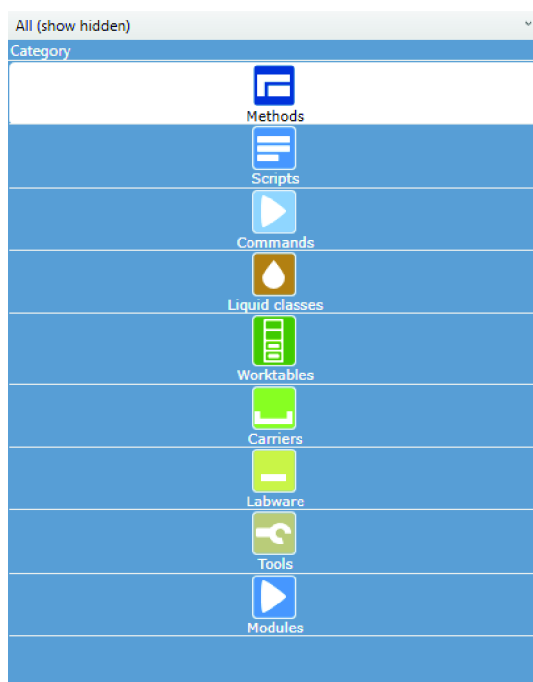 All (show hidden)
Category
Methods
Scripts
Commands
Liquid classes
Worktables
Carriers
Labware
Tools
Modules